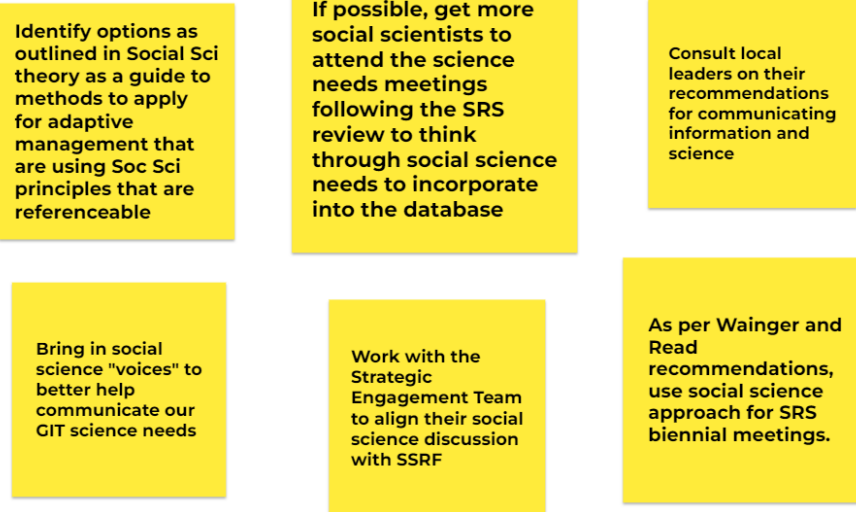 Identify options as
outlined in Social Sci
theory as a guide to
methods to apply
for adaptive
management that
are using Soc Sci
principles that are
referenceable
If possible, get more
social scientists to
attend the science
needs meetings
following the SRS
review to think
through social science
needs to incorporate
into the database
Consult local
leaders on their
recommendations
for communicating
information and
science
Bring in social
science "voices" to
better help
communicate our
GIT science needs
Work with the
Strategic
Engagement Team
to align their social
science discussion
with SSRF
As per Wainger and
Read
recommendations,
use social science
approach for SRS
biennial meetings.